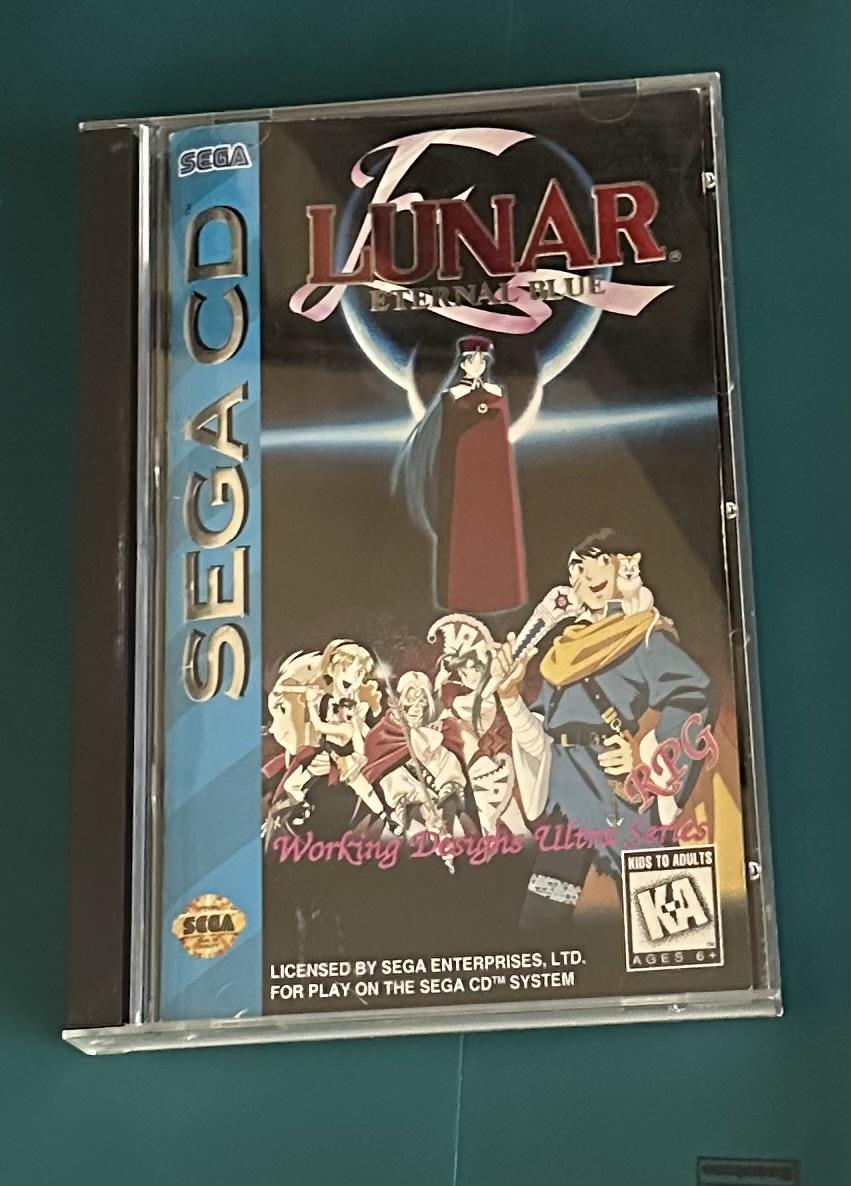 SEGA
SEGA CD
LUNAR®
ETERNAL BLUE
RPG
Working Designs Ultra Series
KIDS TO ADULTS
K-A
AGES 6+
SEGA
LICENSED BY SEGA ENTERPRISES, LTD.
FOR PLAY ON THE SEGA CD™ SYSTEM